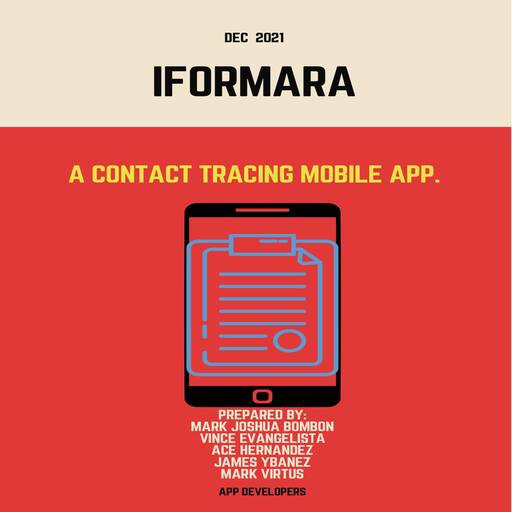 DEC 2021
IFORMARA
A CONTACT TRACING MOBILE APP.
PREPARED BY:
MARK JOSHUA BOMBON
VINCE EVANGELISTA
ACE HERNANDEZ
JAMES YBANEZ
MARK VIRTUS
APP DEVELOPERS